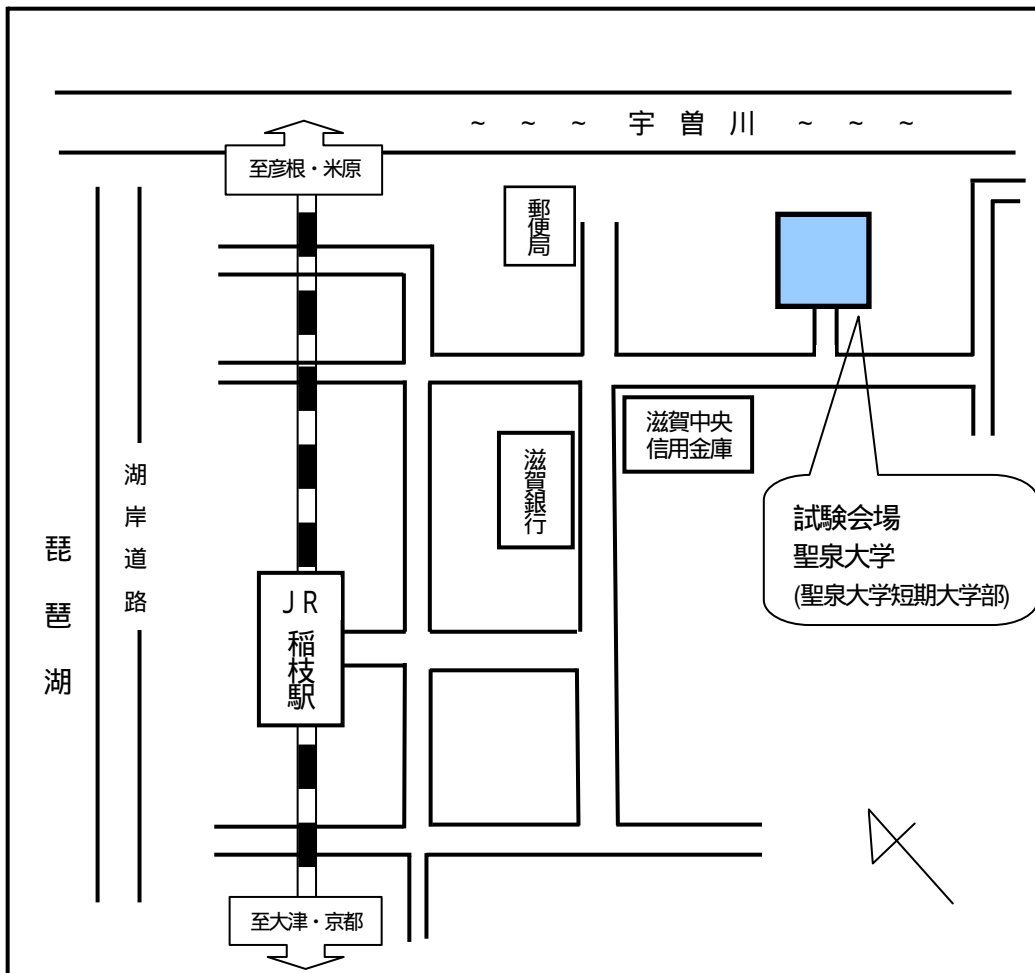 ～ ～ ～ 宇曽川 ～ ～ ～
至彦根・米原
郵便局
滋賀中央
信用金庫
滋賀銀行
湖岸道路
琵琶湖
試験会場
聖泉大学
(聖泉大学短期大学部)
JR
稲枝駅
至大津・京都